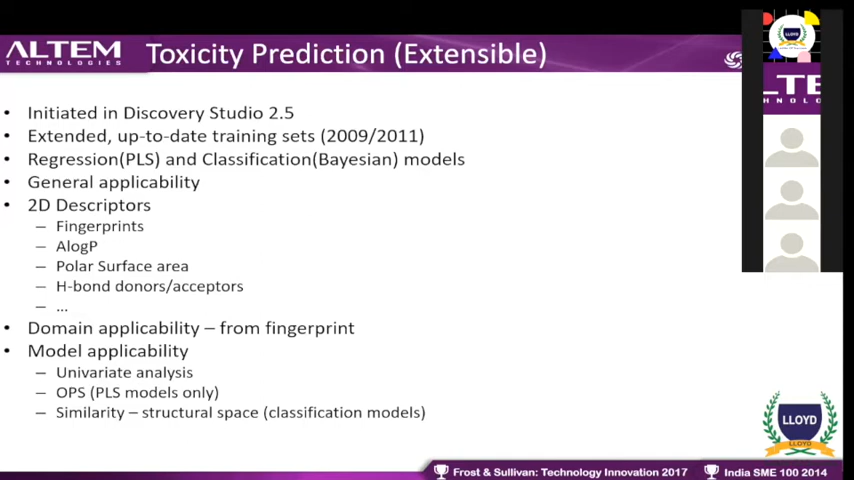 ALTEM
TECHNOLOGIES
Toxicity Prediction (Extensible)
LLOYD
• Initiated in Discovery Studio 2.5
• Extended, up-to-date training sets (2009/2011)
• Regression(PLS) and Classification(Bayesian) models
• General applicability
• 2D Descriptors
– Fingerprints
– AlogP
– Polar Surface area
– H-bond donors/acceptors
– ...
• Domain applicability – from fingerprint
• Model applicability
– Univariate analysis
– OPS (PLS models only)
– Similarity – structural space (classification models)
LLOYD
Frost & Sullivan: Technology Innovation 2017
India SME 100 2014